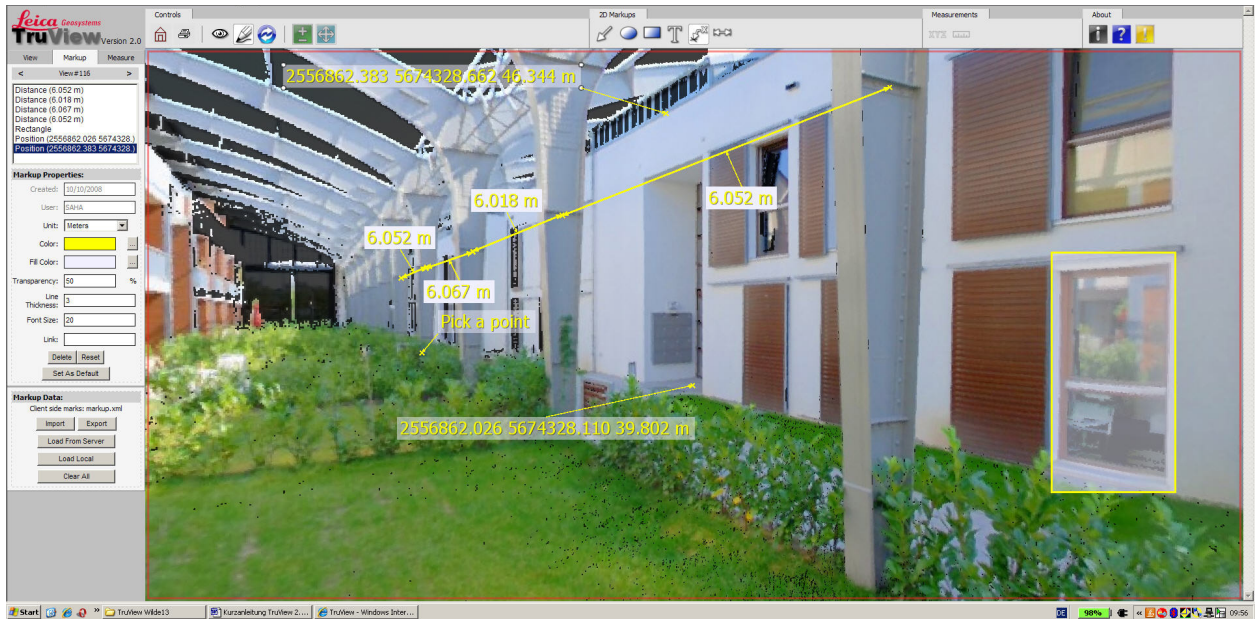 Leica Geosystems
TruView Version 2.0
Controls
2D Markups
Measurements
About
T
XYZ
i
?
View Markup Measure
< View#116 >
Distance (6.052 m)
Distance (6.018 m)
Distance (6.067 m)
Distance (6.052 m)
Rectangle
Position (2556862.026 5674328.)
Position (2556862.383 5674328.)
Markup Properties:
Created: 10/10/2008
User: SAHA
Unit: Meters
Color: ...
Fill Color: ...
Transparency: 50 %
Line Thickness: 3
Font Size: 20
Link:
Delete Reset
Set As Default
Markup Data:
Client side marks: markup.xml
Import Export
Load From Server
Load Local
Clear All
2556862.383 5674328.662 46.344 m
6.052 m
6.018 m
6.052 m
6.067 m
Pick a point
2556862.026 5674328.110 39.802 m
Start
TruView Wilde13
Kurzanleitung TruView 2....
TruView - Windows Inter...
DE
98%
09:56